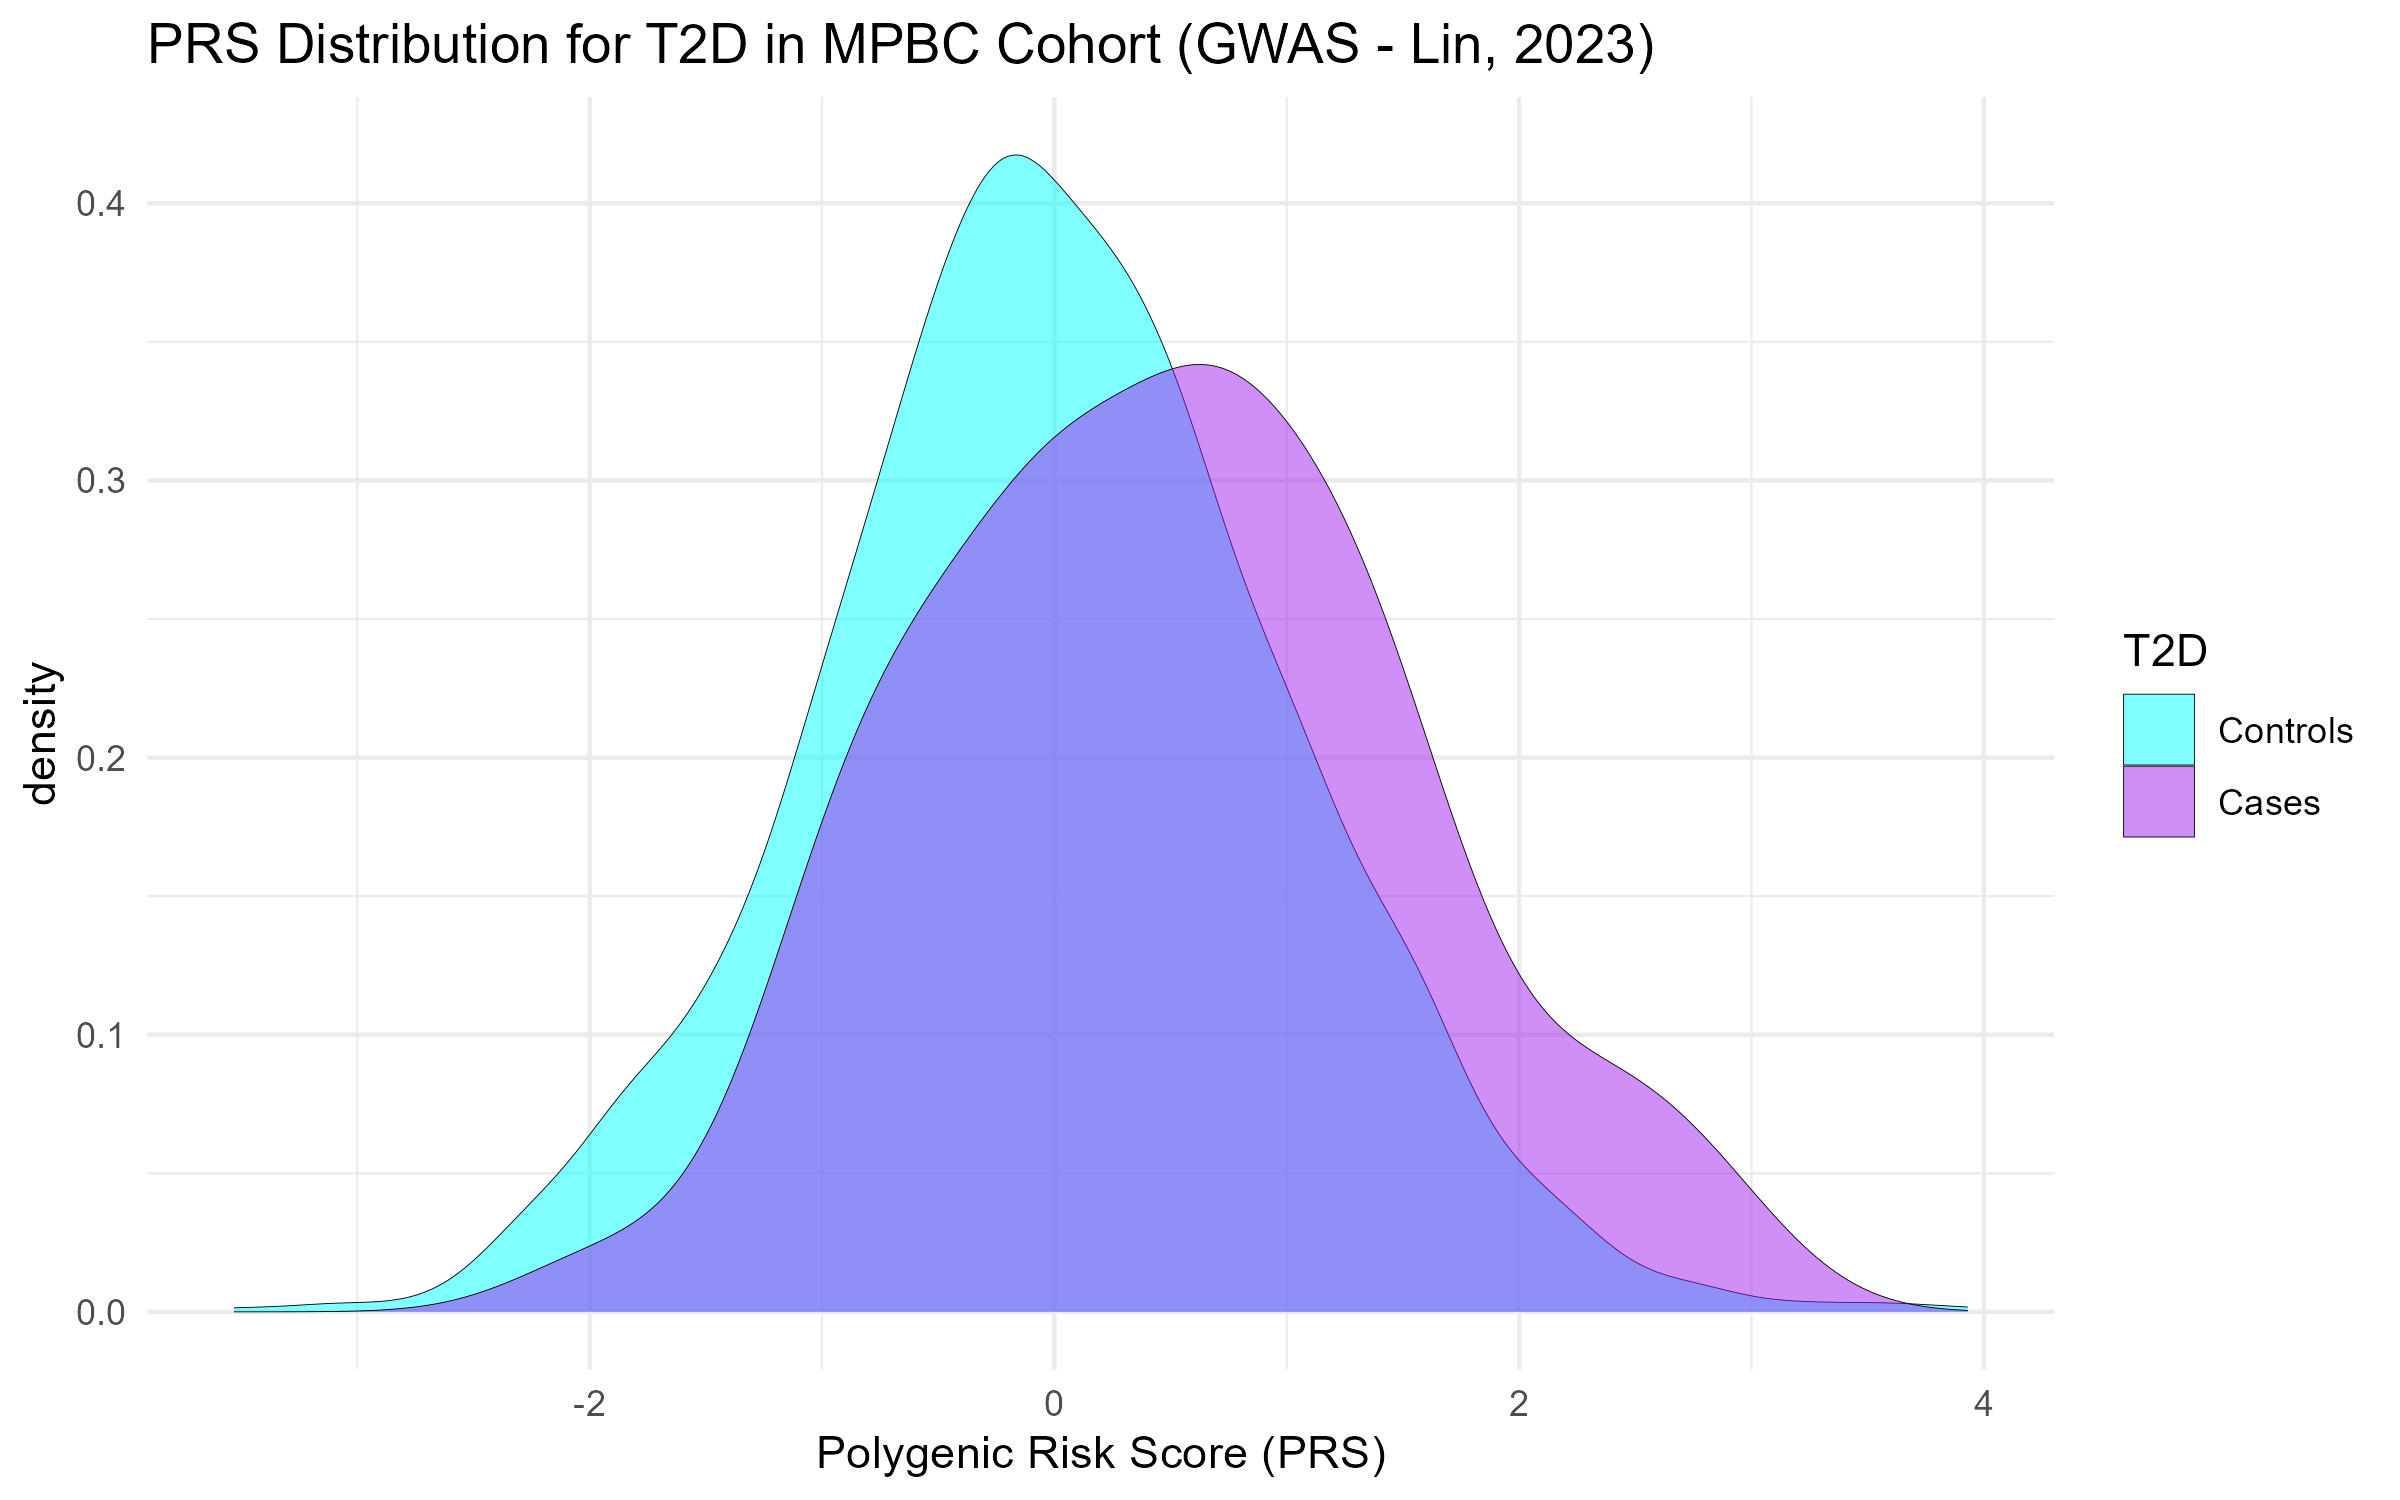 PRS Distribution for T2D in MPBC Cohort (GWAS - Lin, 2023)
density
0.4
0.3
0.2
0.1
0.0
-2
0
2
4
Polygenic Risk Score (PRS)
T2D
Controls
Cases